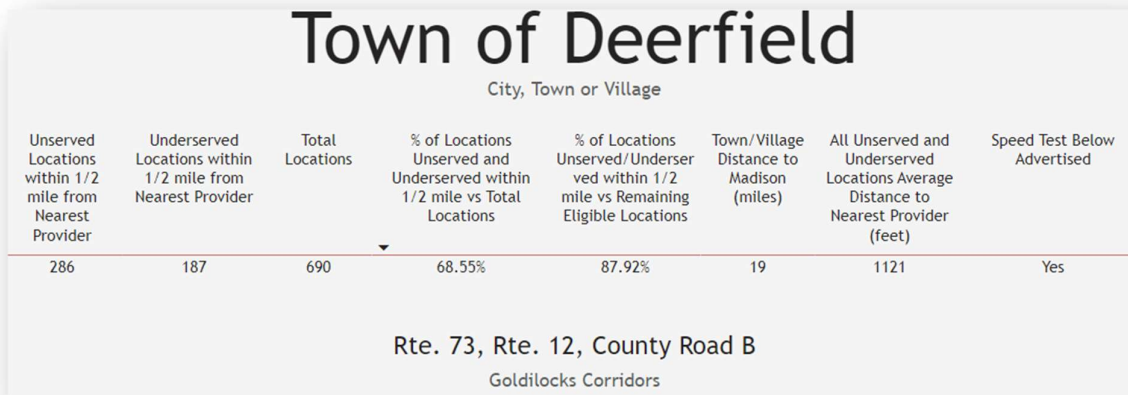 Town of Deerfield
City, Town or Village
Unserved
Locations
within 1/2
mile from
Nearest
Provider
Underserved
Locations within
1/2 mile from
Nearest Provider
Total
Locations
% of Locations
Unserved and
Underserved within
1/2 mile vs Total
Locations
% of Locations
Unserved/Underser
ved within 1/2
mile vs Remaining
Eligible Locations
Town/Village
Distance to
Madison
(miles)
All Unserved and
Underserved
Locations Average
Distance to
Nearest Provider
(feet)
Speed Test Below
Advertised
286 187 690 68.55% 87.92% 19 1121 Yes
Rte. 73, Rte. 12, County Road B
Goldilocks Corridors